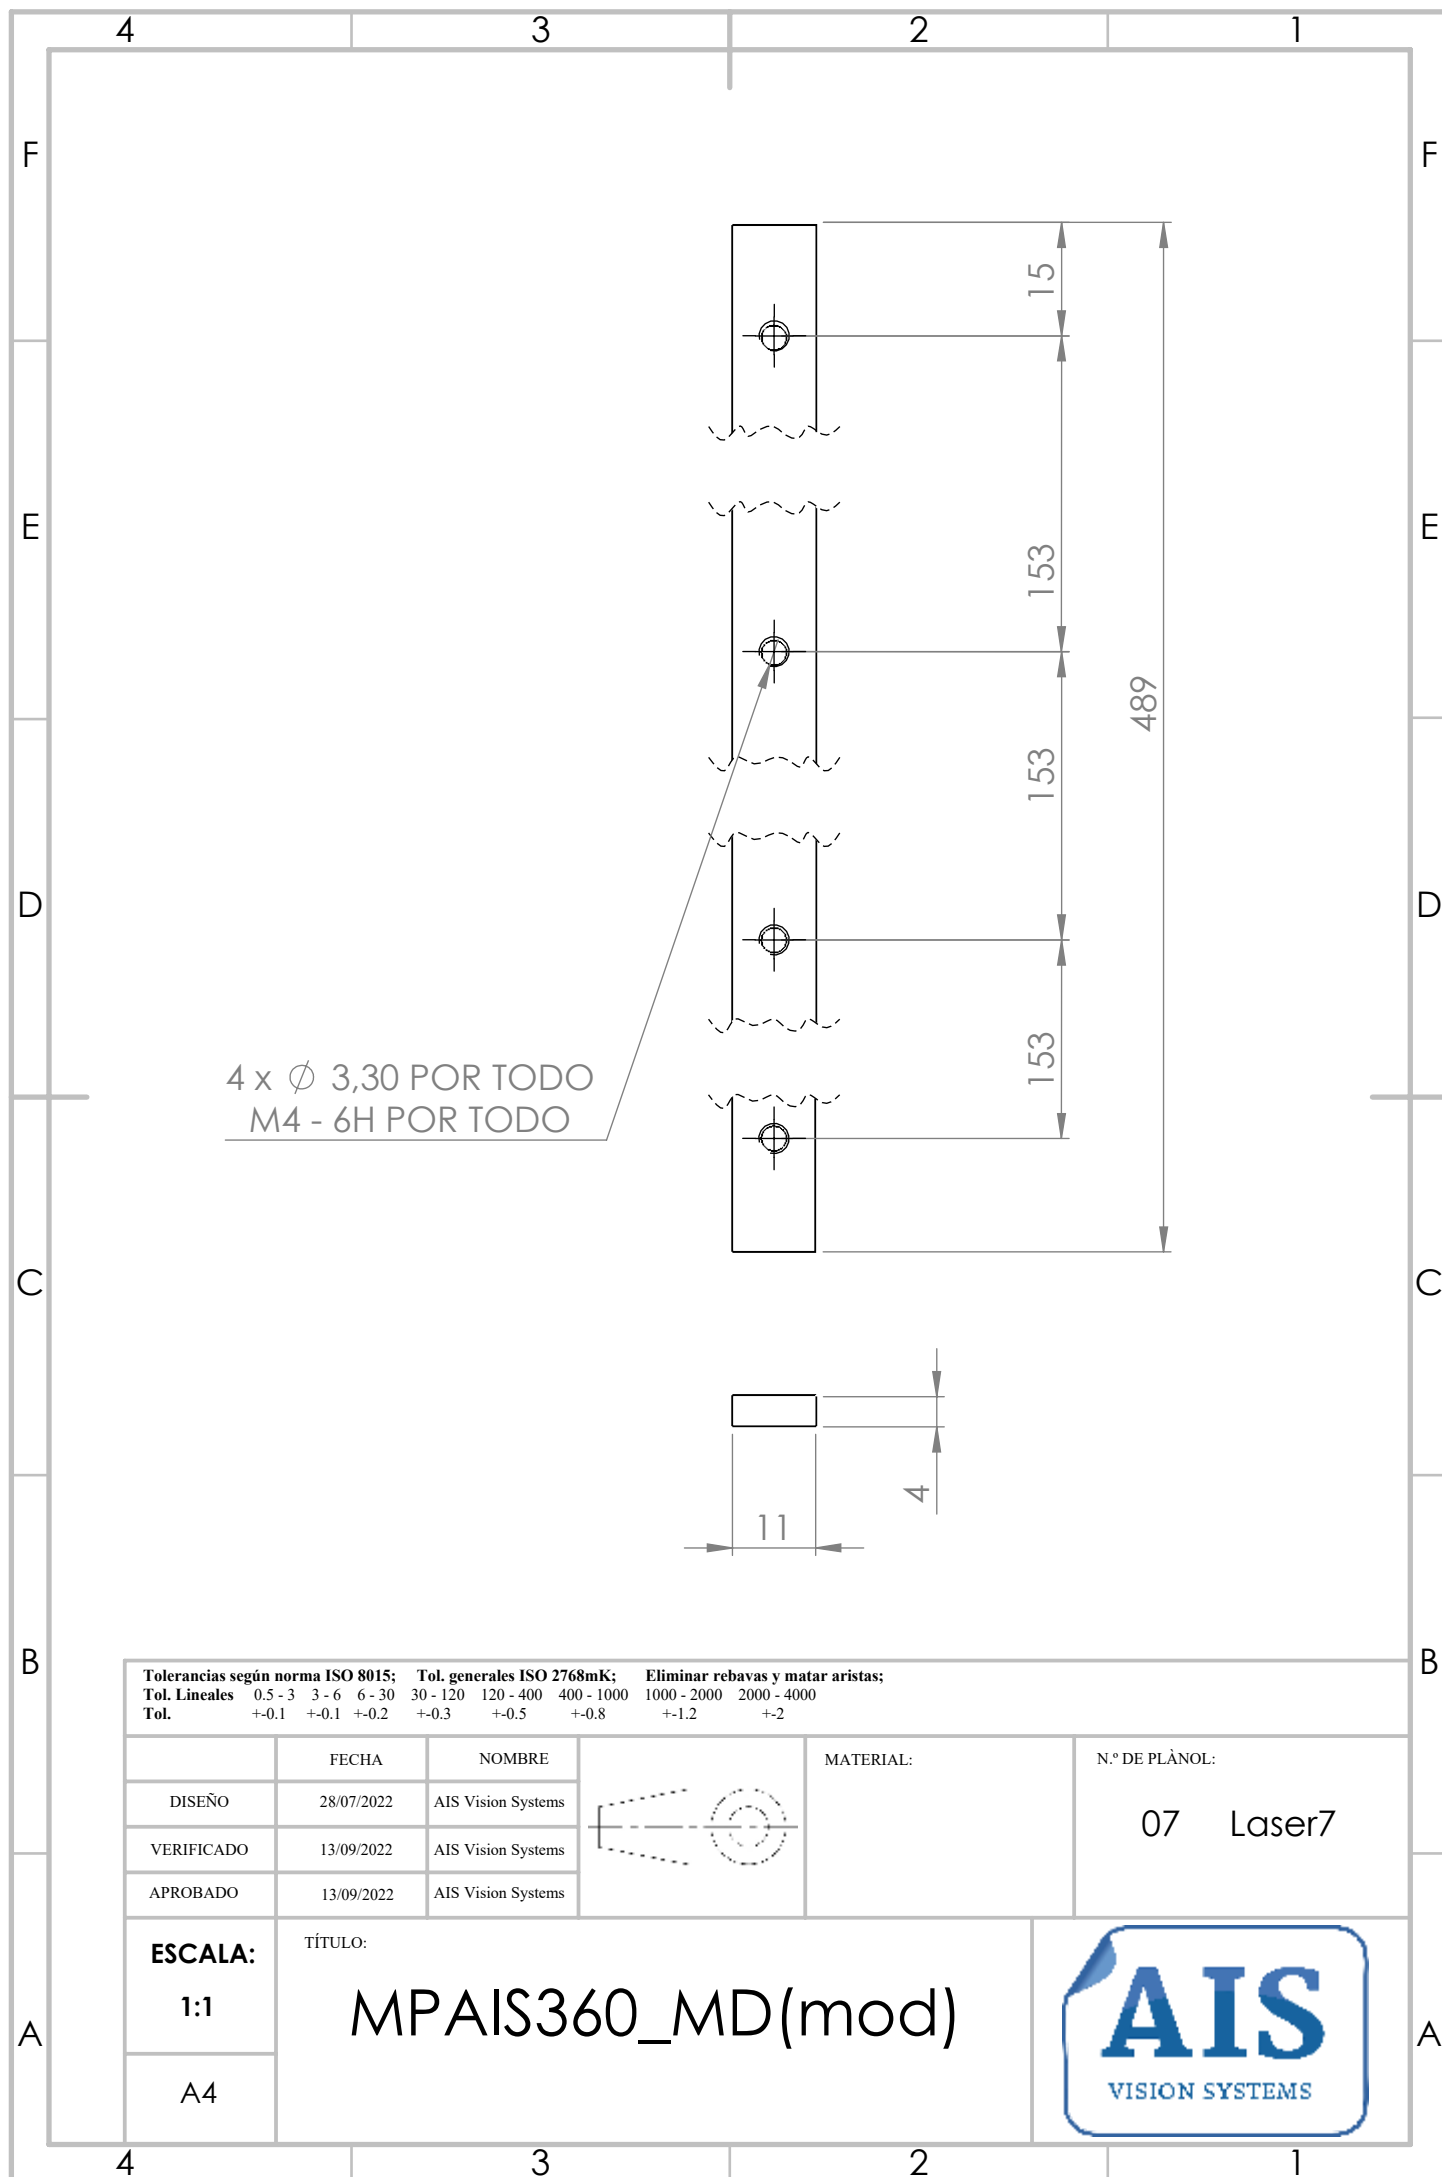 4 3 2 1
F F
15
E E
153
489
153
D D
153
4 x ∅ 3,30 POR TODO
M4 - 6H POR TODO
C C
4
11
B B
Tolerancias según norma ISO 8015; Tol. generales ISO 2768mK; Eliminar rebavas y matar aristas;
Tol. Lineales 0.5 - 3 3 - 6 6 - 30 30 - 120 120 - 400 400 - 1000 1000 - 2000 2000 - 4000
Tol. +-0.1 +-0.1 +-0.2 +-0.3 +-0.5 +-0.8 +-1.2 +-2
FECHA NOMBRE MATERIAL: N.º DE PLÀNOL:
DISEÑO 28/07/2022 AIS Vision Systems
07 Laser7
VERIFICADO 13/09/2022 AIS Vision Systems
APROBADO 13/09/2022 AIS Vision Systems
ESCALA:
1:1
TÍTULO:
MPAIS360_MD(mod)
A A
A4
AIS
VISION SYSTEMS
4 3 2 1